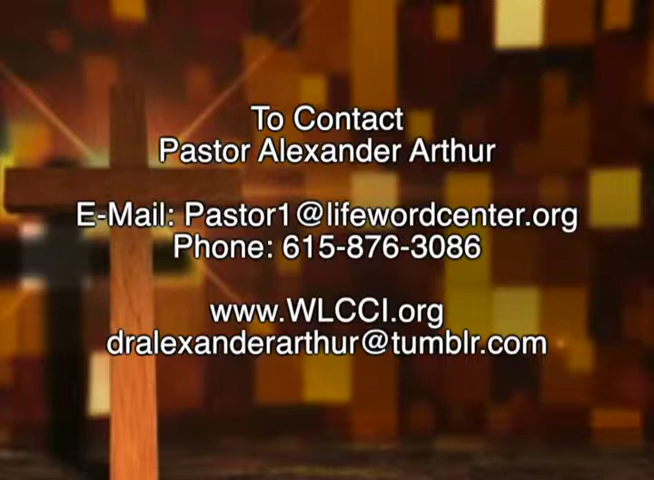 To Contact
Pastor Alexander Arthur
E-Mail: Pastor1@lifewordcenter.org
Phone: 615-876-3086
www.WLCCI.org
dralexanderarthur@tumblr.com